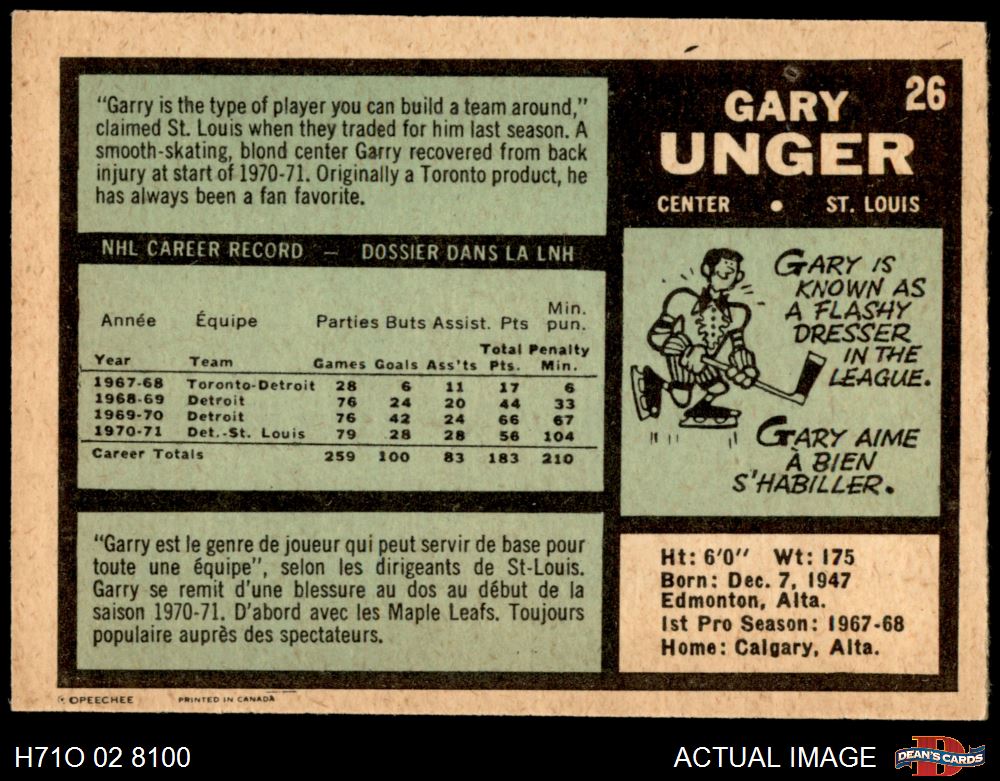 "Garry is the type of player you can build a team around,"
claimed St. Louis when they traded for him last season. A
smooth-skating, blond center Garry recovered from back
injury at start of 1970-71. Originally a Toronto product, he
has always been a fan favorite.
26
GARY
UNGER
CENTER • ST. LOUIS
NHL CAREER RECORD — DOSSIER DANS LA LNH
Année Équipe Parties Buts Assist. Pts Min. pun.
Year Team Games Goals Ass'ts Total Pts. Penalty Min.
1967-68 Toronto-Detroit 28 6 11 17 6
1968-69 Detroit 76 24 20 44 33
1969-70 Detroit 76 42 24 66 67
1970-71 Det.-St. Louis 79 28 28 56 104
Career Totals 259 100 83 183 210
GARY IS
KNOWN AS
A FLASHY
DRESSER
IN THE
LEAGUE.
GARY AIME
À BIEN
S'HABILLER.
"Garry est le genre de joueur qui peut servir de base pour
toute une équipe", selon les dirigeants de St-Louis.
Garry se remit d'une blessure au dos au début de la
saison 1970-71. D'abord avec les Maple Leafs. Toujours
populaire auprès des spectateurs.
Ht: 6'0" Wt: 175
Born: Dec. 7, 1947
Edmonton, Alta.
1st Pro Season: 1967-68
Home: Calgary, Alta.
OPEECHEE PRINTED IN CANADA
H71O 02 8100
ACTUAL IMAGE
D
DEAN'S CARDS